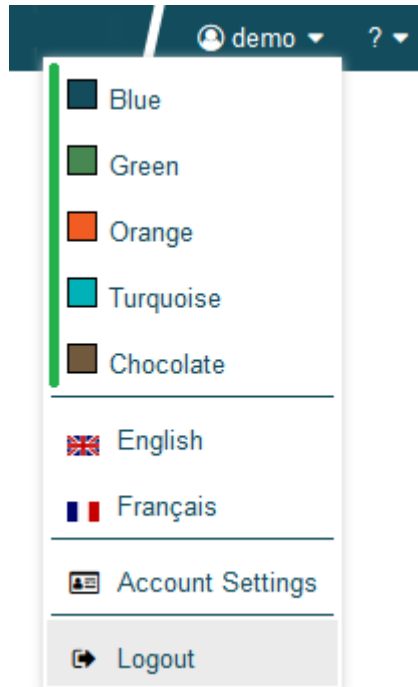 demo ?
Blue
Green
Orange
Turquoise
Chocolate
English
Français
Account Settings
Logout